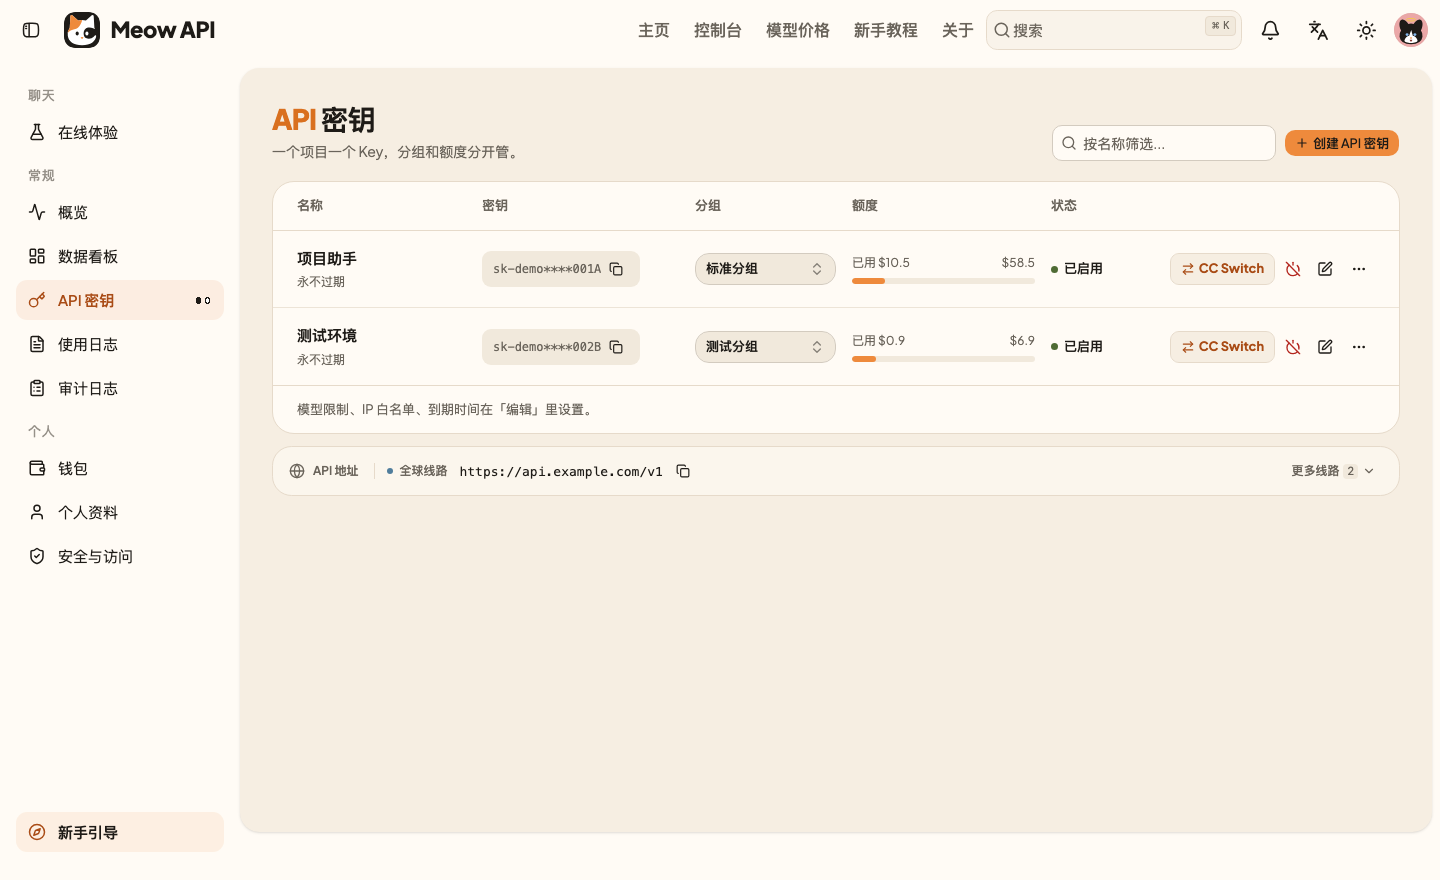 Meow API
主页 控制台 模型价格 新手教程 关于 搜索 ⌘ K
聊天
在线体验
常规
概览
数据看板
API 密钥
使用日志
审计日志
个人
钱包
个人资料
安全与访问
新手引导
API 密钥
一个项目一个 Key，分组和额度分开管。
按名称筛选...
+ 创建 API 密钥
名称 密钥 分组 额度 状态
项目助手 sk-demo****001A 标准分组 已用 $10.5 $58.5 已启用 CC Switch
永不过期
测试环境 sk-demo****002B 测试分组 已用 $0.9 $6.9 已启用 CC Switch
永不过期
模型限制、IP 白名单、到期时间在「编辑」里设置。
API 地址 全球线路 https://api.example.com/v1 更多线路 2